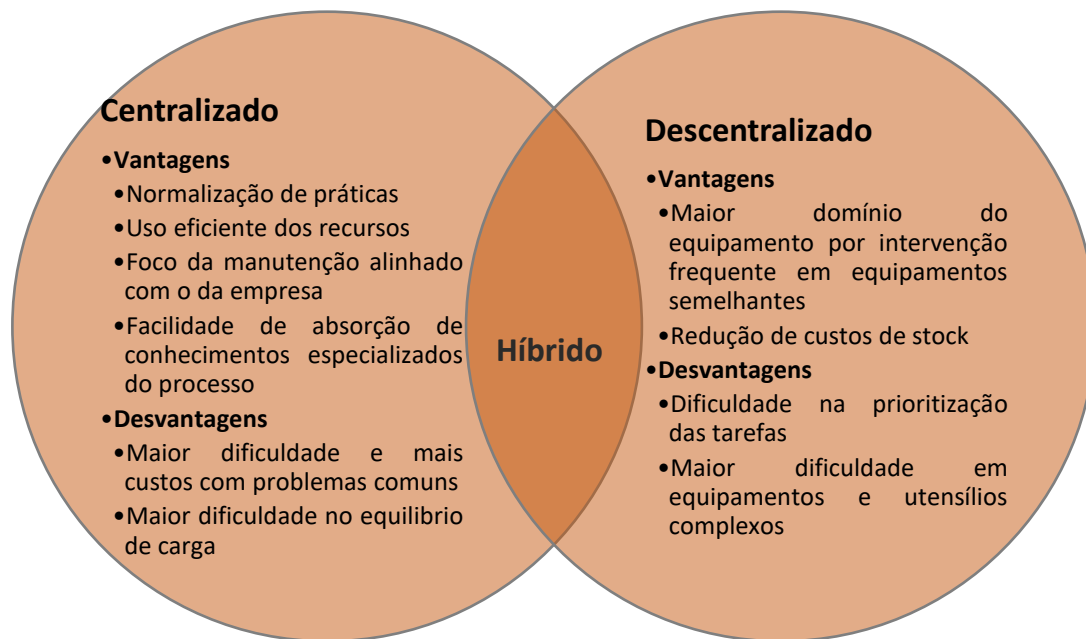 Centralizado
•Vantagens
•Normalização de práticas
•Uso eficiente dos recursos
•Foco da manutenção alinhado
com o da empresa
•Facilidade de absorção de
conhecimentos especializados
do processo
•Desvantagens
•Maior dificuldade e mais
custos com problemas comuns
•Maior dificuldade no equilibrio
de carga
Híbrido
Descentralizado
•Vantagens
•Maior domínio do
equipamento por intervenção
frequente em equipamentos
semelhantes
•Redução de custos de stock
•Desvantagens
•Dificuldade na prioritização
das tarefas
•Maior dificuldade em
equipamentos e utensílios
complexos